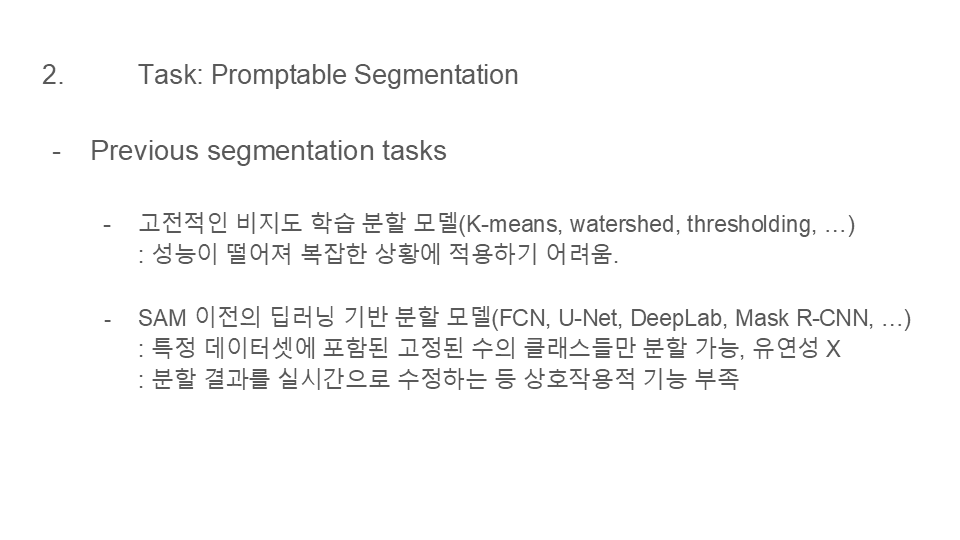 2. Task: Promptable Segmentation
- Previous segmentation tasks
- 고전적인 비지도 학습 분할 모델(K-means, watershed, thresholding, …)
: 성능이 떨어져 복잡한 상황에 적용하기 어려움.
- SAM 이전의 딥러닝 기반 분할 모델(FCN, U-Net, DeepLab, Mask R-CNN, …)
: 특정 데이터셋에 포함된 고정된 수의 클래스들만 분할 가능, 유연성 X
: 분할 결과를 실시간으로 수정하는 등 상호작용적 기능 부족